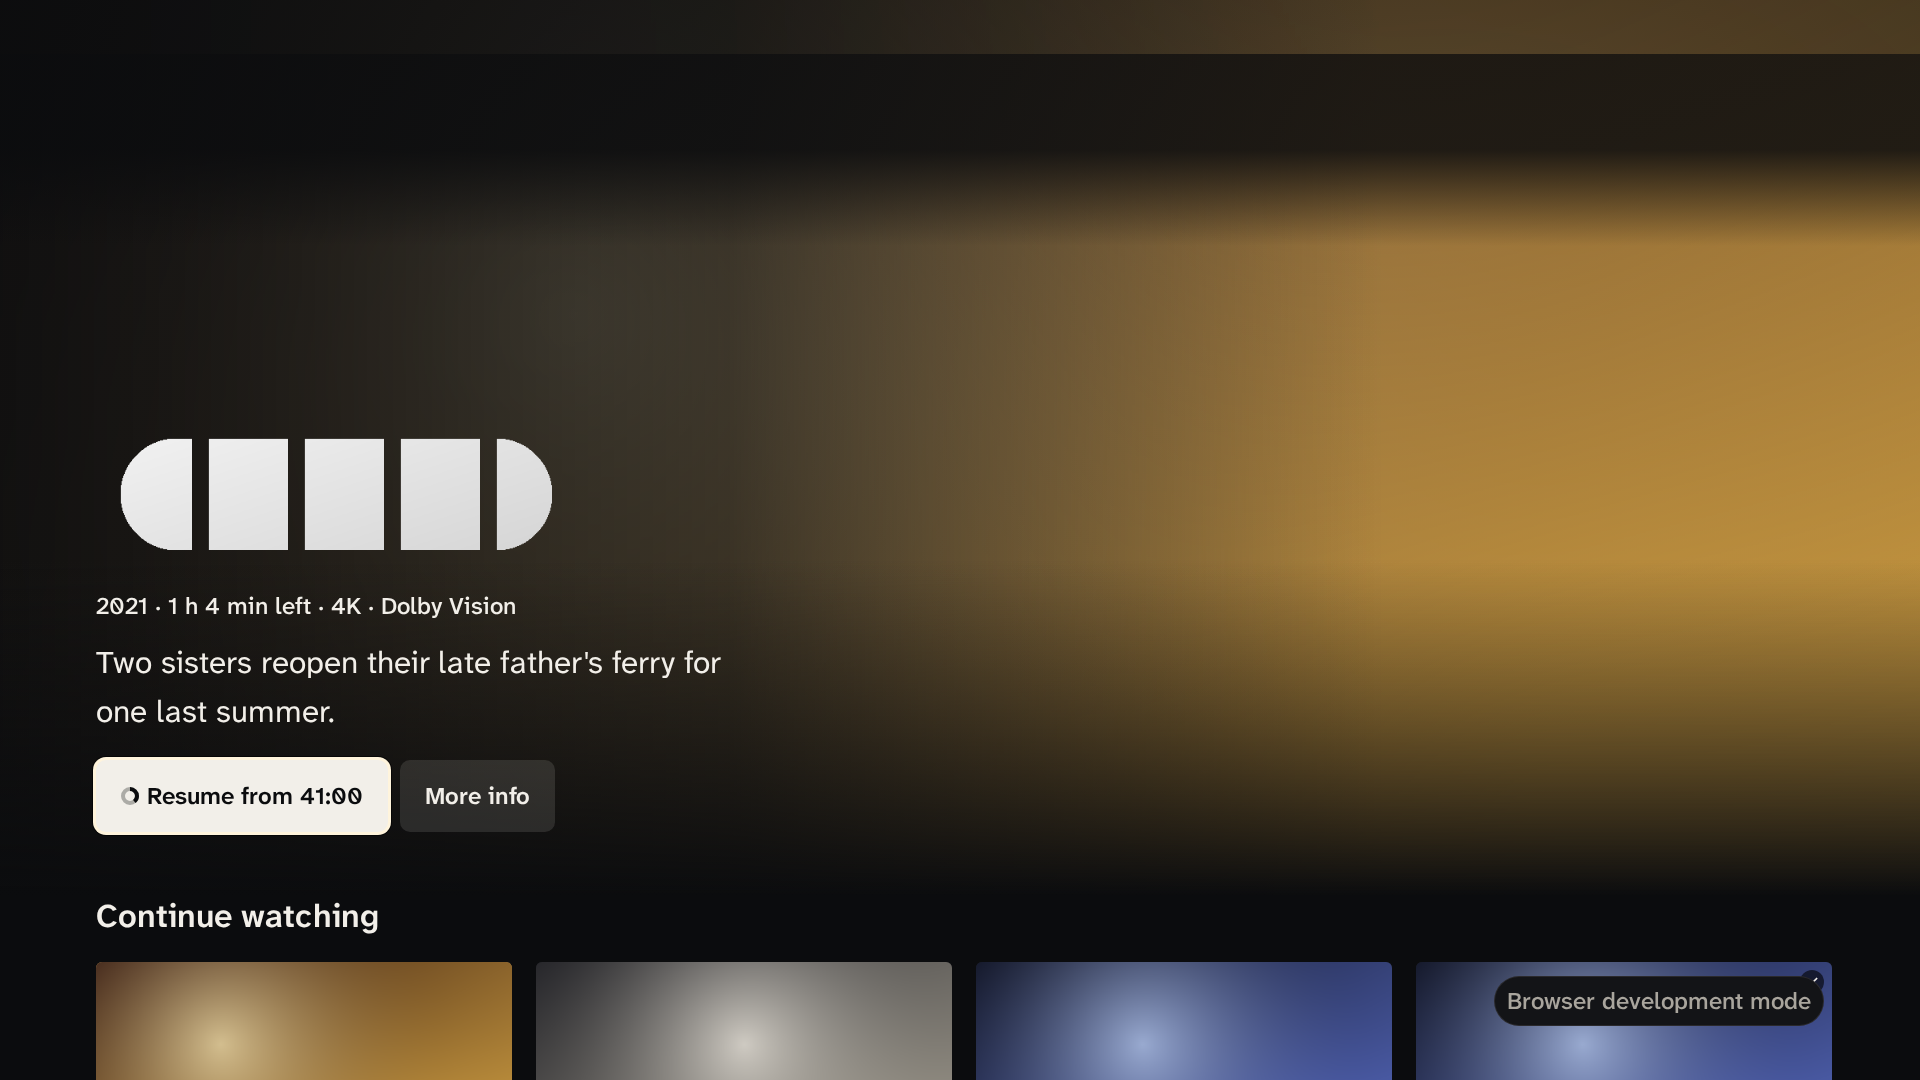 2021 · 1 h 4 min left · 4K · Dolby Vision
Two sisters reopen their late father's ferry for
one last summer.
Resume from 41:00
More info
Continue watching
Browser development mode